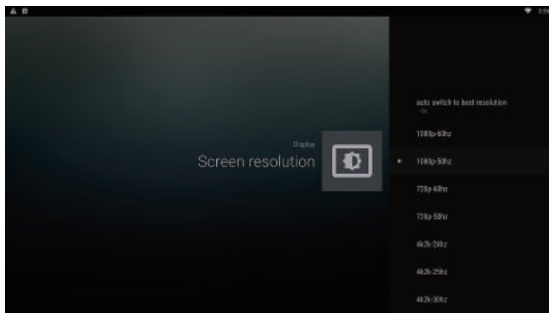 Display
Screen resolution
auto switch to best resolution
On
1080p-60hz
1080p-50hz
720p-60hz
720p-50hz
4k2k-24hz
4k2k-25hz
4k2k-30hz